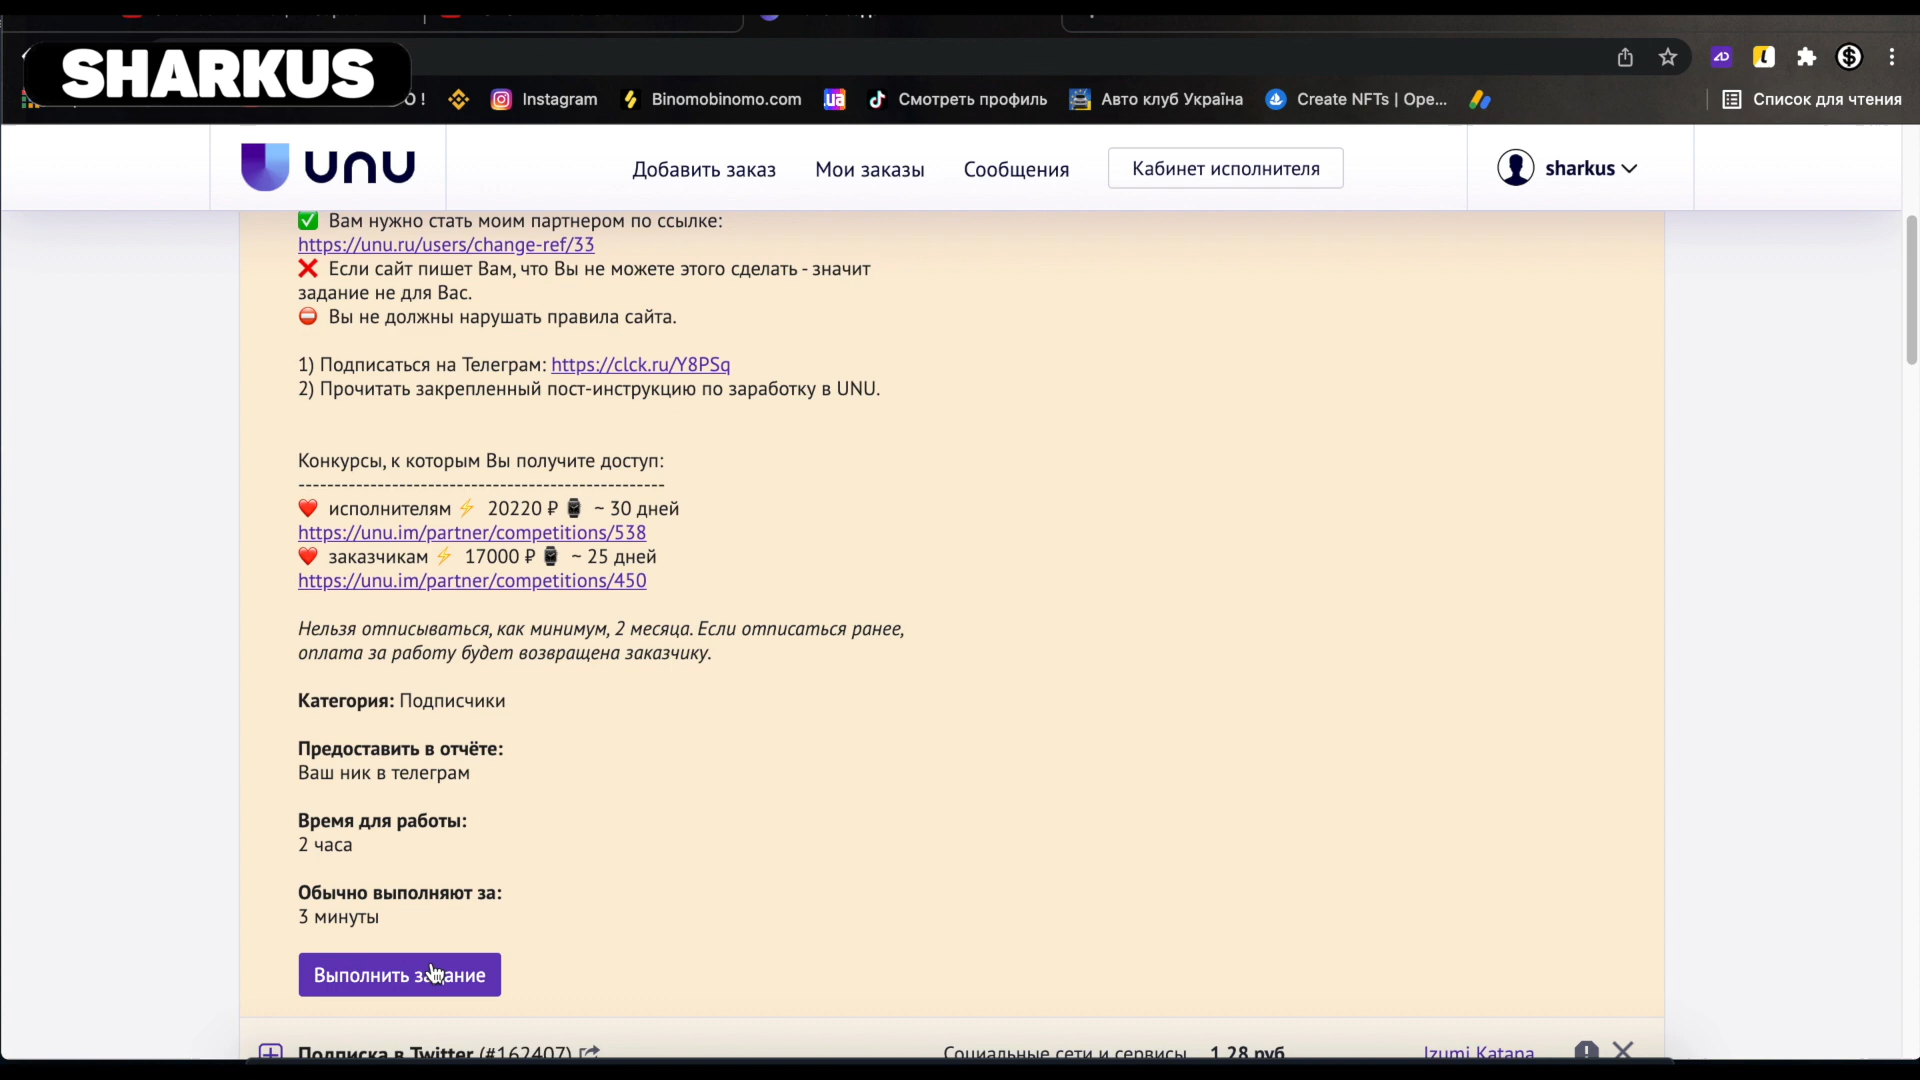 SHARKUS
О !
Instagram
Binomobinomo.com
ua
Смотреть профиль
Авто клуб Україна
Create NFTs | Ope...
Список для чтения
unu
Добавить заказ
Мои заказы
Сообщения
Кабинет исполнителя
sharkus
✅ Вам нужно стать моим партнером по ссылке:
https://unu.ru/users/change-ref/33
❌ Если сайт пишет Вам, что Вы не можете этого сделать - значит
задание не для Вас.
⛔ Вы не должны нарушать правила сайта.
1) Подписаться на Телеграм: https://clck.ru/Y8PSq
2) Прочитать закрепленный пост-инструкцию по заработку в UNU.
Конкурсы, к которым Вы получите доступ:
------------------------------------------------
❤️ исполнителям ⚡ 20220 ₽ ⌚ ~ 30 дней
https://unu.im/partner/competitions/538
❤️ заказчикам ⚡ 17000 ₽ ⌚ ~ 25 дней
https://unu.im/partner/competitions/450
Нельзя отписываться, как минимум, 2 месяца. Если отписаться ранее,
оплата за работу будет возвращена заказчику.
Категория: Подписчики
Предоставить в отчёте:
Ваш ник в телеграм
Время для работы:
2 часа
Обычно выполняют за:
3 минуты
Выполнить задание
Подписка в Twitter (#162407)
Социальные сети и сервисы
1.28 руб
Izumi Katana